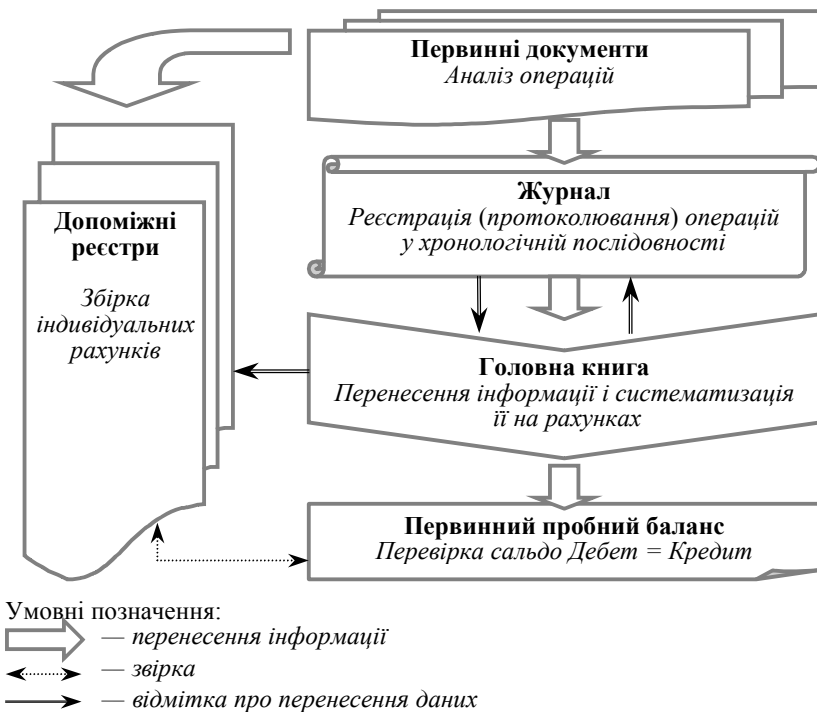 Первинні документи
Аналіз операцій
Журнал
Реєстрація (протоколювання) операцій
у хронологічній послідовності
Допоміжні
реєстри
Збірка
індивідуальних
рахунків
Головна книга
Перенесення інформації і систематизація
її на рахунках
Первинний пробний баланс
Перевірка сальдо Дебет = Кредит
Умовні позначення:
— перенесення інформації
— звірка
— відмітка про перенесення даних